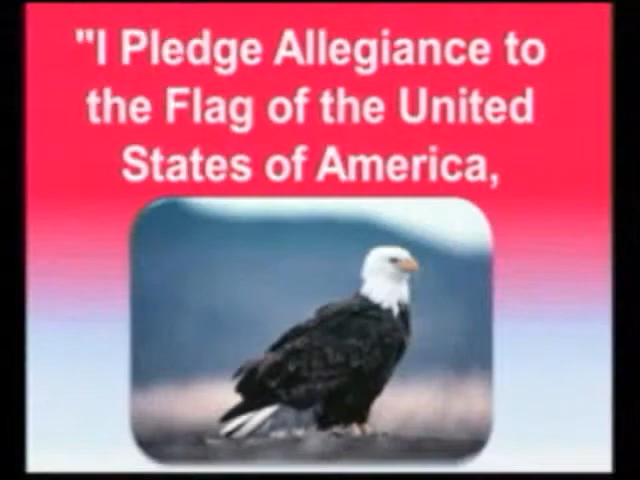 "I Pledge Allegiance to
the Flag of the United
States of America,